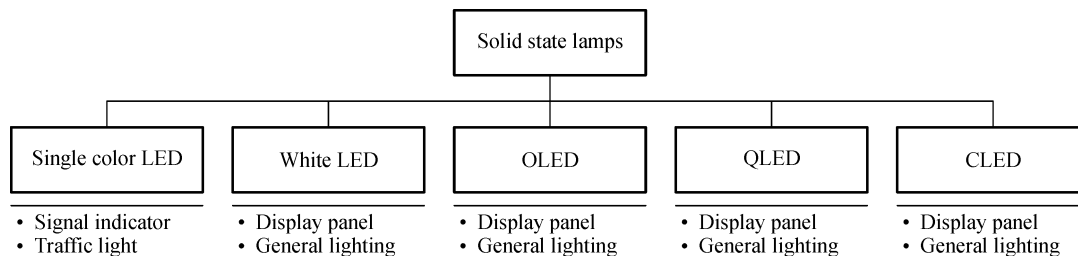 Solid state lamps
Single color LED
White LED
OLED
QLED
CLED
• Signal indicator
• Traffic light
• Display panel
• General lighting
• Display panel
• General lighting
• Display panel
• General lighting
• Display panel
• General lighting